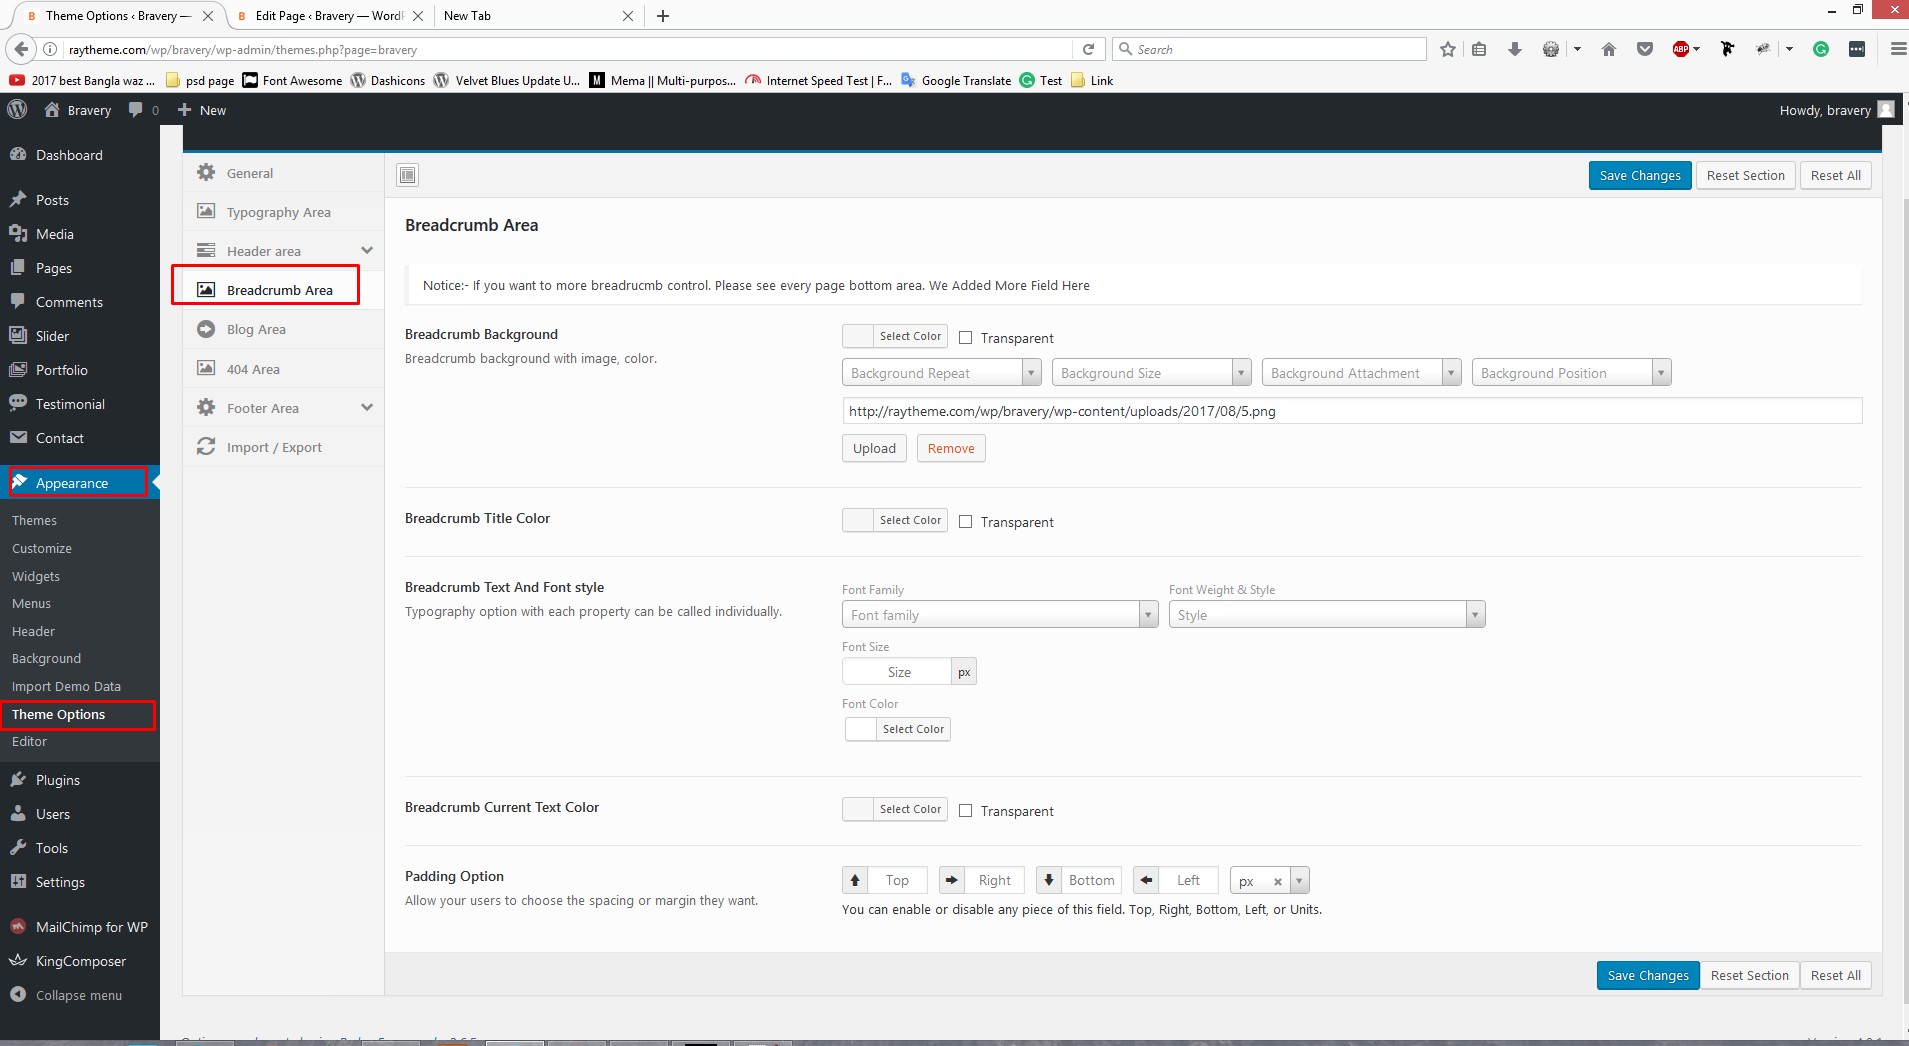 Theme Options ‹ Bravery —
Edit Page ‹ Bravery — Word
New Tab
raytheme.com/wp/bravery/wp-admin/themes.php?page=bravery
Search
ABP
2017 best Bangla waz ...
psd page
Font Awesome
Dashicons
Velvet Blues Update U...
M
Mema || Multi-purpos...
Internet Speed Test | F...
Google Translate
Test
Link
Bravery
0
New
Howdy, bravery
Dashboard
Posts
Media
Pages
Comments
Slider
Portfolio
Testimonial
Contact
Appearance
Themes
Customize
Widgets
Menus
Header
Background
Import Demo Data
Theme Options
Editor
Plugins
Users
Tools
Settings
MailChimp for WP
KingComposer
Collapse menu
General
Typography Area
Header area
Breadcrumb Area
Blog Area
404 Area
Footer Area
Import / Export
Save Changes
Reset Section
Reset All
Breadcrumb Area
Notice:- If you want to more breadrucmb control. Please see every page bottom area. We Added More Field Here
Breadcrumb Background
Breadcrumb background with image, color.
Select Color
Transparent
Background Repeat
Background Size
Background Attachment
Background Position
http://raytheme.com/wp/bravery/wp-content/uploads/2017/08/5.png
Upload
Remove
Breadcrumb Title Color
Select Color
Transparent
Breadcrumb Text And Font style
Typography option with each property can be called individually.
Font Family
Font Weight & Style
Font family
Style
Font Size
Size
px
Font Color
Select Color
Breadcrumb Current Text Color
Select Color
Transparent
Padding Option
Allow your users to choose the spacing or margin they want.
Top
Right
Bottom
Left
px
You can enable or disable any piece of this field. Top, Right, Bottom, Left, or Units.
Save Changes
Reset Section
Reset All